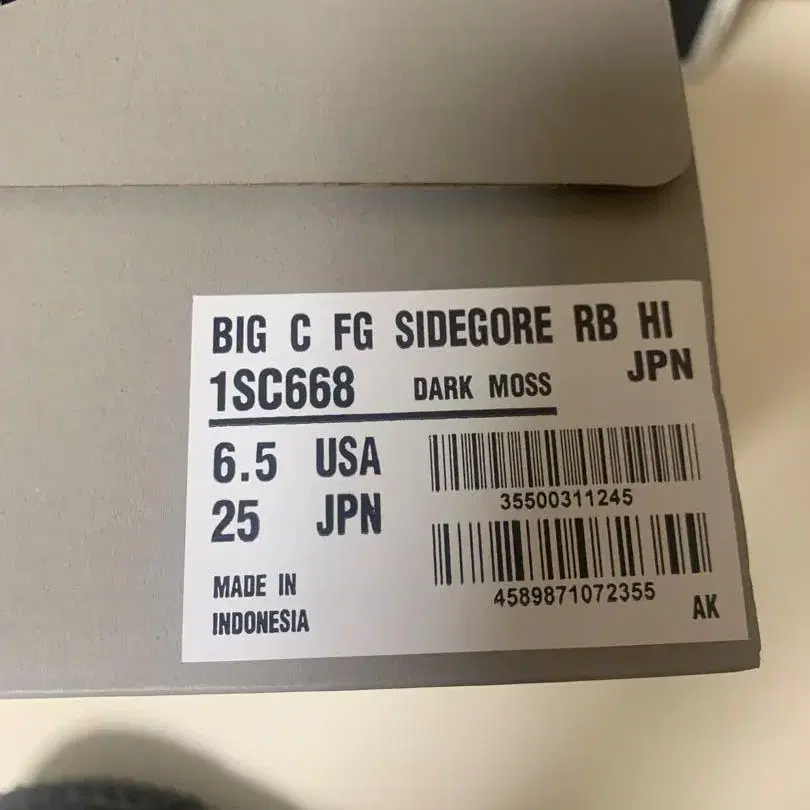 BIG C FG SIDEGORE RB HI
JPN
1SC668 DARK MOSS
6.5 USA
25 JPN
35500311245
4589871072355
MADE IN
INDONESIA
AK